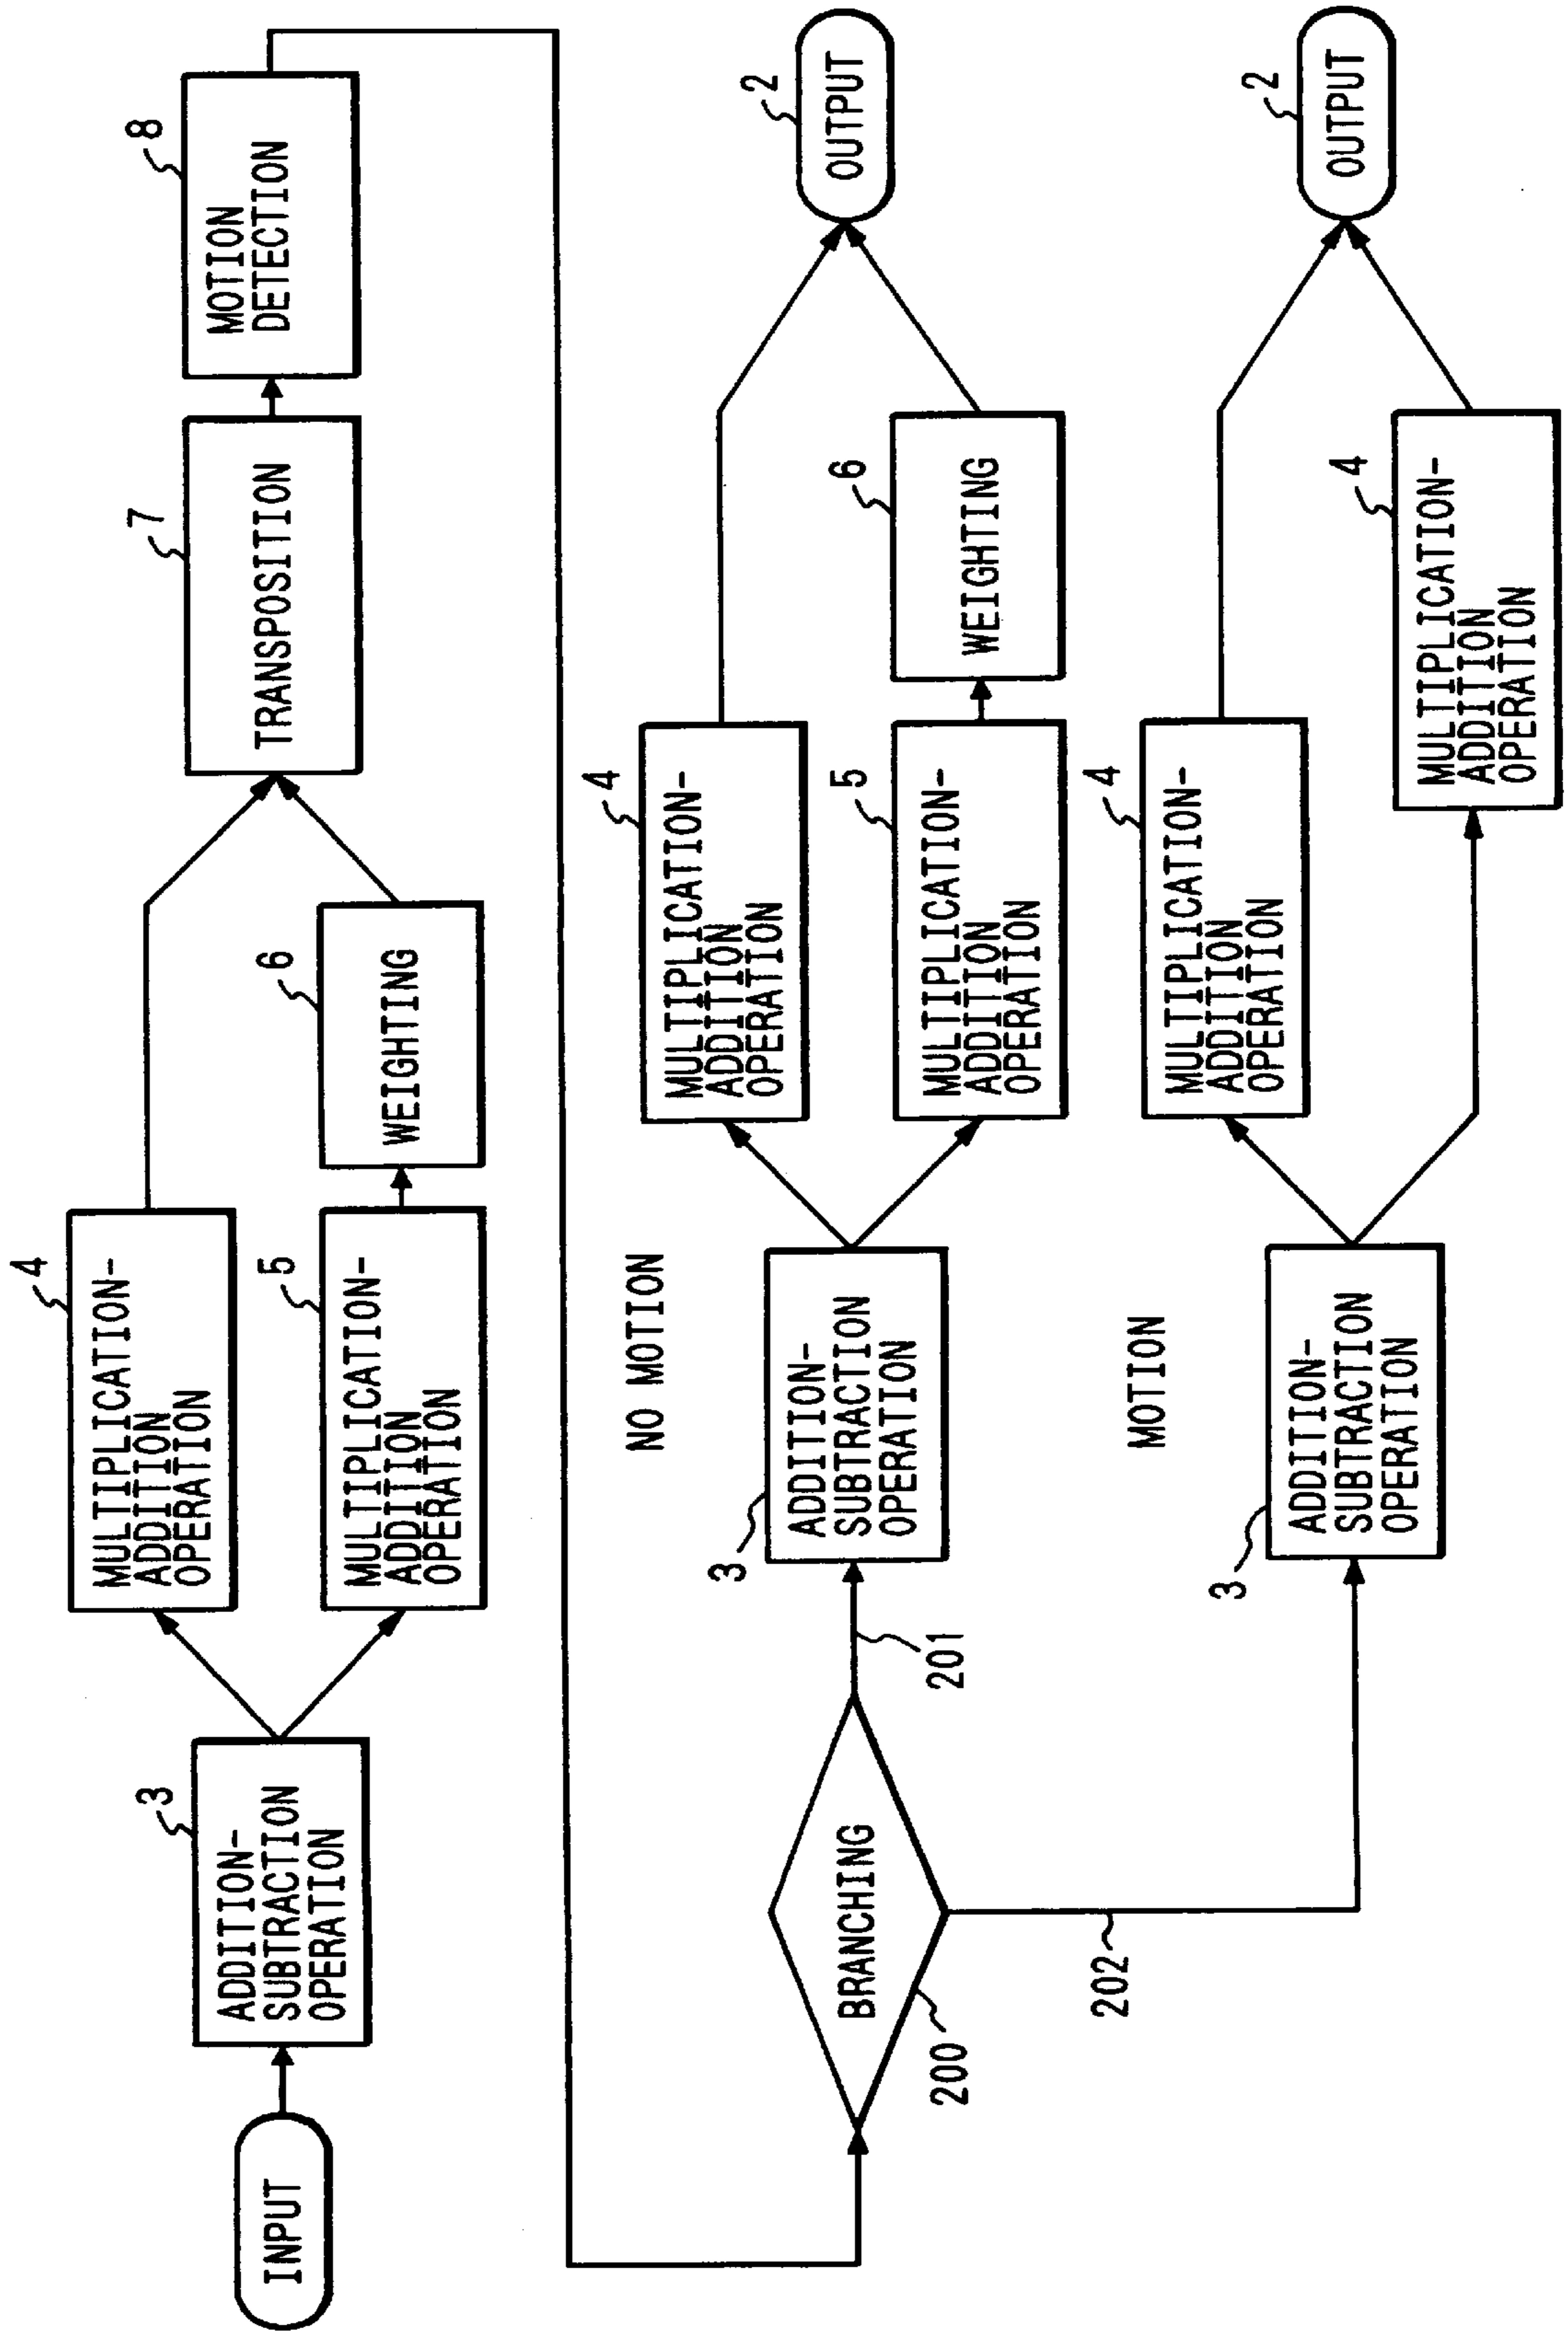 INPUT
3
ADDITION-
SUBTRACTION
OPERATION
4
MULTIPLICATION-
ADDITION
OPERATION
5
MULTIPLICATION-
ADDITION
OPERATION
6
WEIGHTING
7
TRANSPOSITION
8
MOTION
DETECTION
BRANCHING
200
201
202
NO MOTION
3
ADDITION-
SUBTRACTION
OPERATION
4
MULTIPLICATION-
ADDITION
OPERATION
5
MULTIPLICATION-
ADDITION
OPERATION
6
WEIGHTING
2
OUTPUT
MOTION
3
ADDITION-
SUBTRACTION
OPERATION
4
MULTIPLICATION-
ADDITION
OPERATION
4
MULTIPLICATION-
ADDITION
OPERATION
2
OUTPUT